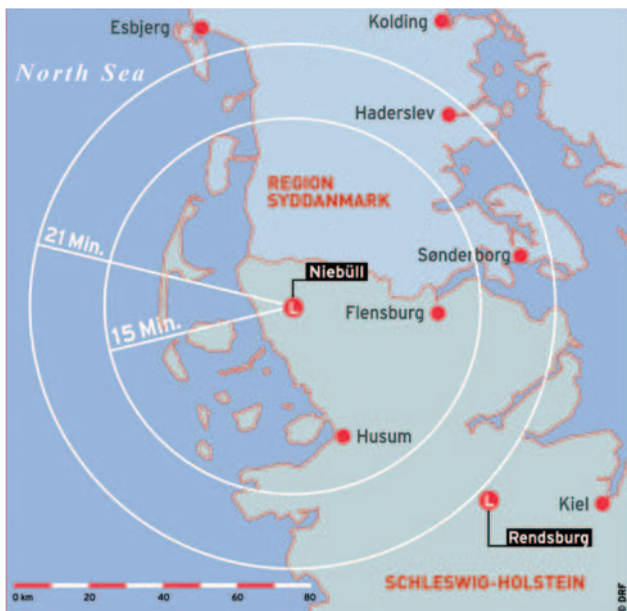 Esbjerg
Kolding
North Sea
Haderslev
REGION
SYDDANMARK
21 Min.
Sønderborg
Niebüll
L
15 Min.
Flensburg
Husum
L
Kiel
Rendsburg
0 km 20 40 60 80
SCHLESWIG-HOLSTEIN
© DRF